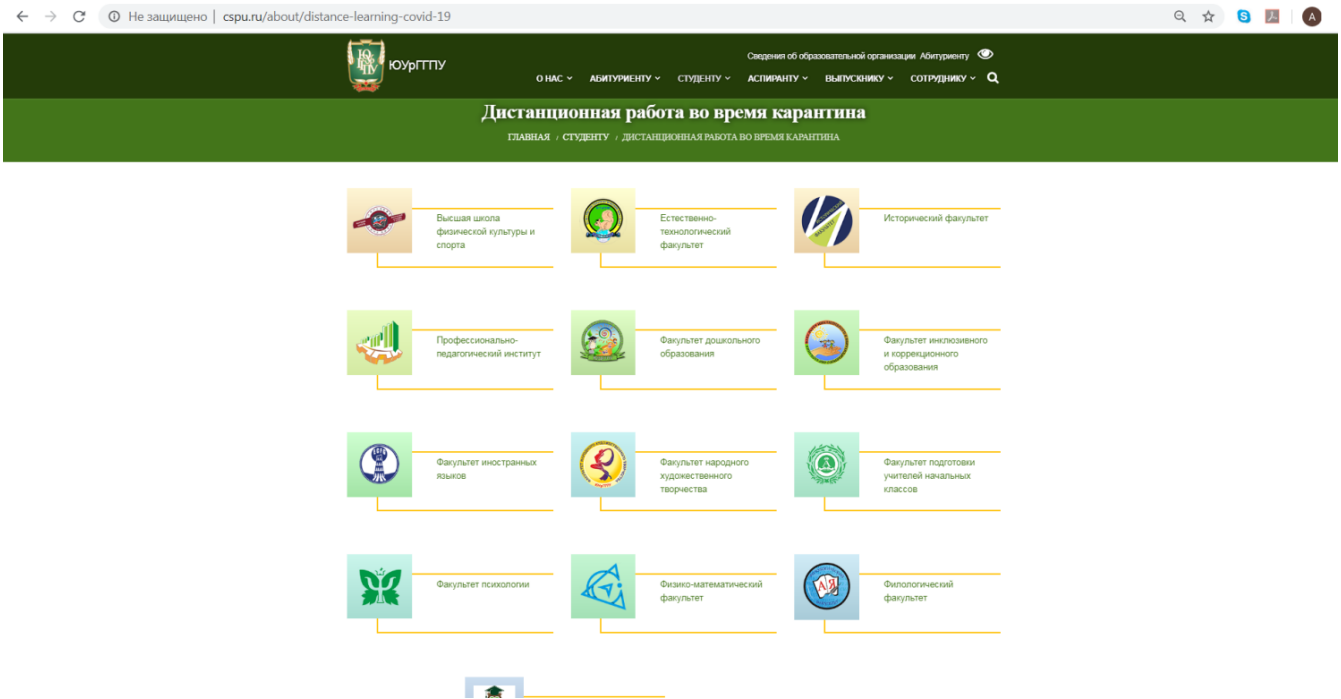 Не защищено | cspu.ru/about/distance-learning-covid-19
A
ЮУрГГПУ
Сведения об образовательной организации Абитуриенту
О НАС АБИТУРИЕНТУ СТУДЕНТУ АСПИРАНТУ ВЫПУСКНИКУ СОТРУДНИКУ
Дистанционная работа во время карантина
ГЛАВНАЯ / СТУДЕНТУ / ДИСТАНЦИОННАЯ РАБОТА ВО ВРЕМЯ КАРАНТИНА
Высшая школа
физической культуры и
спорта
Естественно-
технологический
факультет
Исторический факультет
Профессионально-
педагогический институт
Факультет дошкольного
образования
Факультет инклюзивного
и коррекционного
образования
Факультет иностранных
языков
Факультет народного
художественного
творчества
Факультет подготовки
учителей начальных
классов
Факультет психологии
Физико-математический
факультет
Филологический
факультет